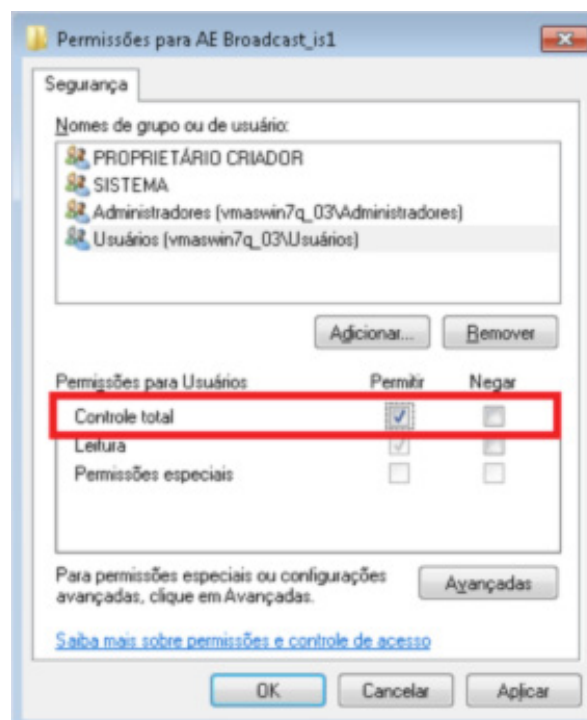 Permissões para AE Broadcast_is1
Segurança
Nomes de grupo ou de usuário:
PROPRIETÁRIO CRIADOR
SISTEMA
Administradores (vmaswin7q_03\Administradores)
Usuários (vmaswin7q_03\Usuários)
Adicionar... Remover
Permissões para Usuários Permitir Negar
Controle total
Leitura
Permissões especiais
Para permissões especiais ou configurações
avançadas, clique em Avançadas.
Avançadas
Saiba mais sobre permissões e controle de acesso
OK Cancelar Aplicar